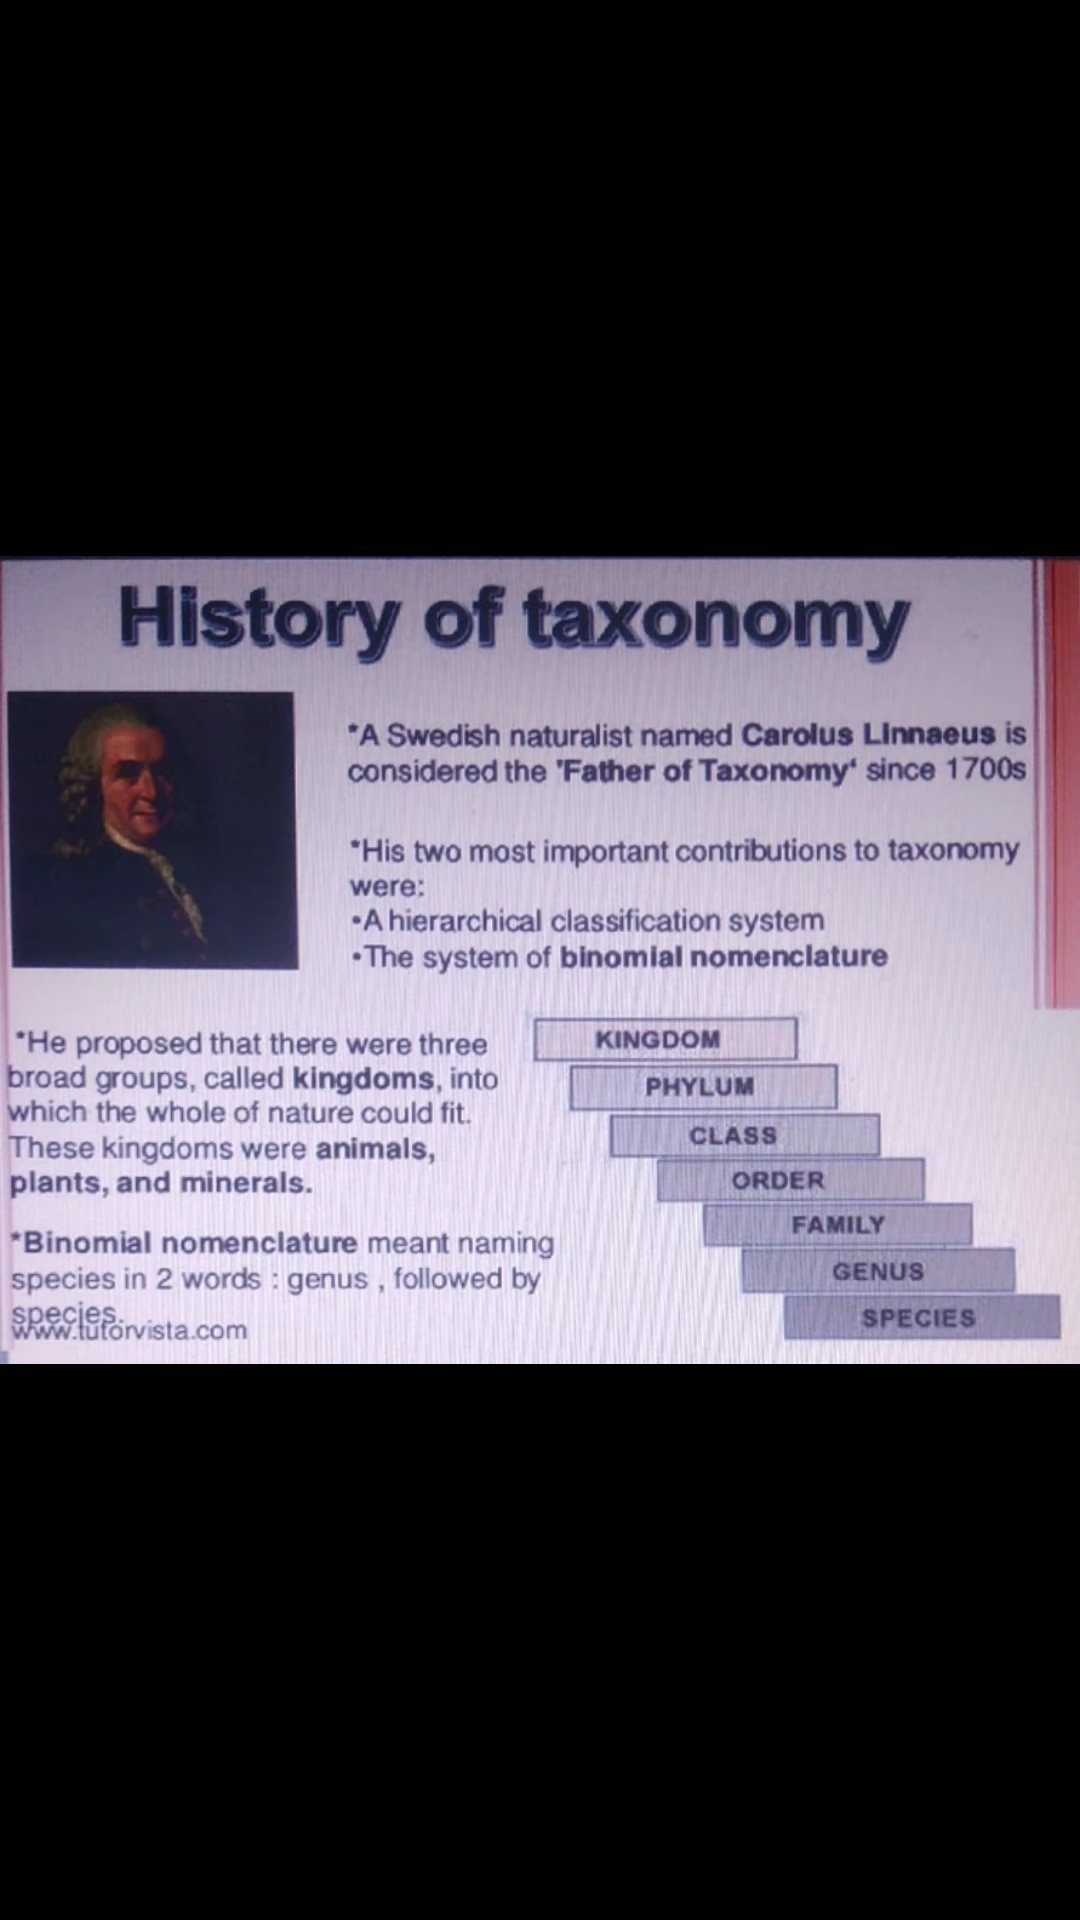 History of taxonomy
*A Swedish naturalist named Carolus Linnaeus is
considered the 'Father of Taxonomy‘ since 1700s
*His two most important contributions to taxonomy
were:
•A hierarchical classification system
•The system of binomial nomenclature
*He proposed that there were three
broad groups, called kingdoms, into
which the whole of nature could fit.
These kingdoms were animals,
plants, and minerals.
*Binomial nomenclature meant naming
species in 2 words : genus , followed by
species.
www.tutorvista.com
KINGDOM
PHYLUM
CLASS
ORDER
FAMILY
GENUS
SPECIES